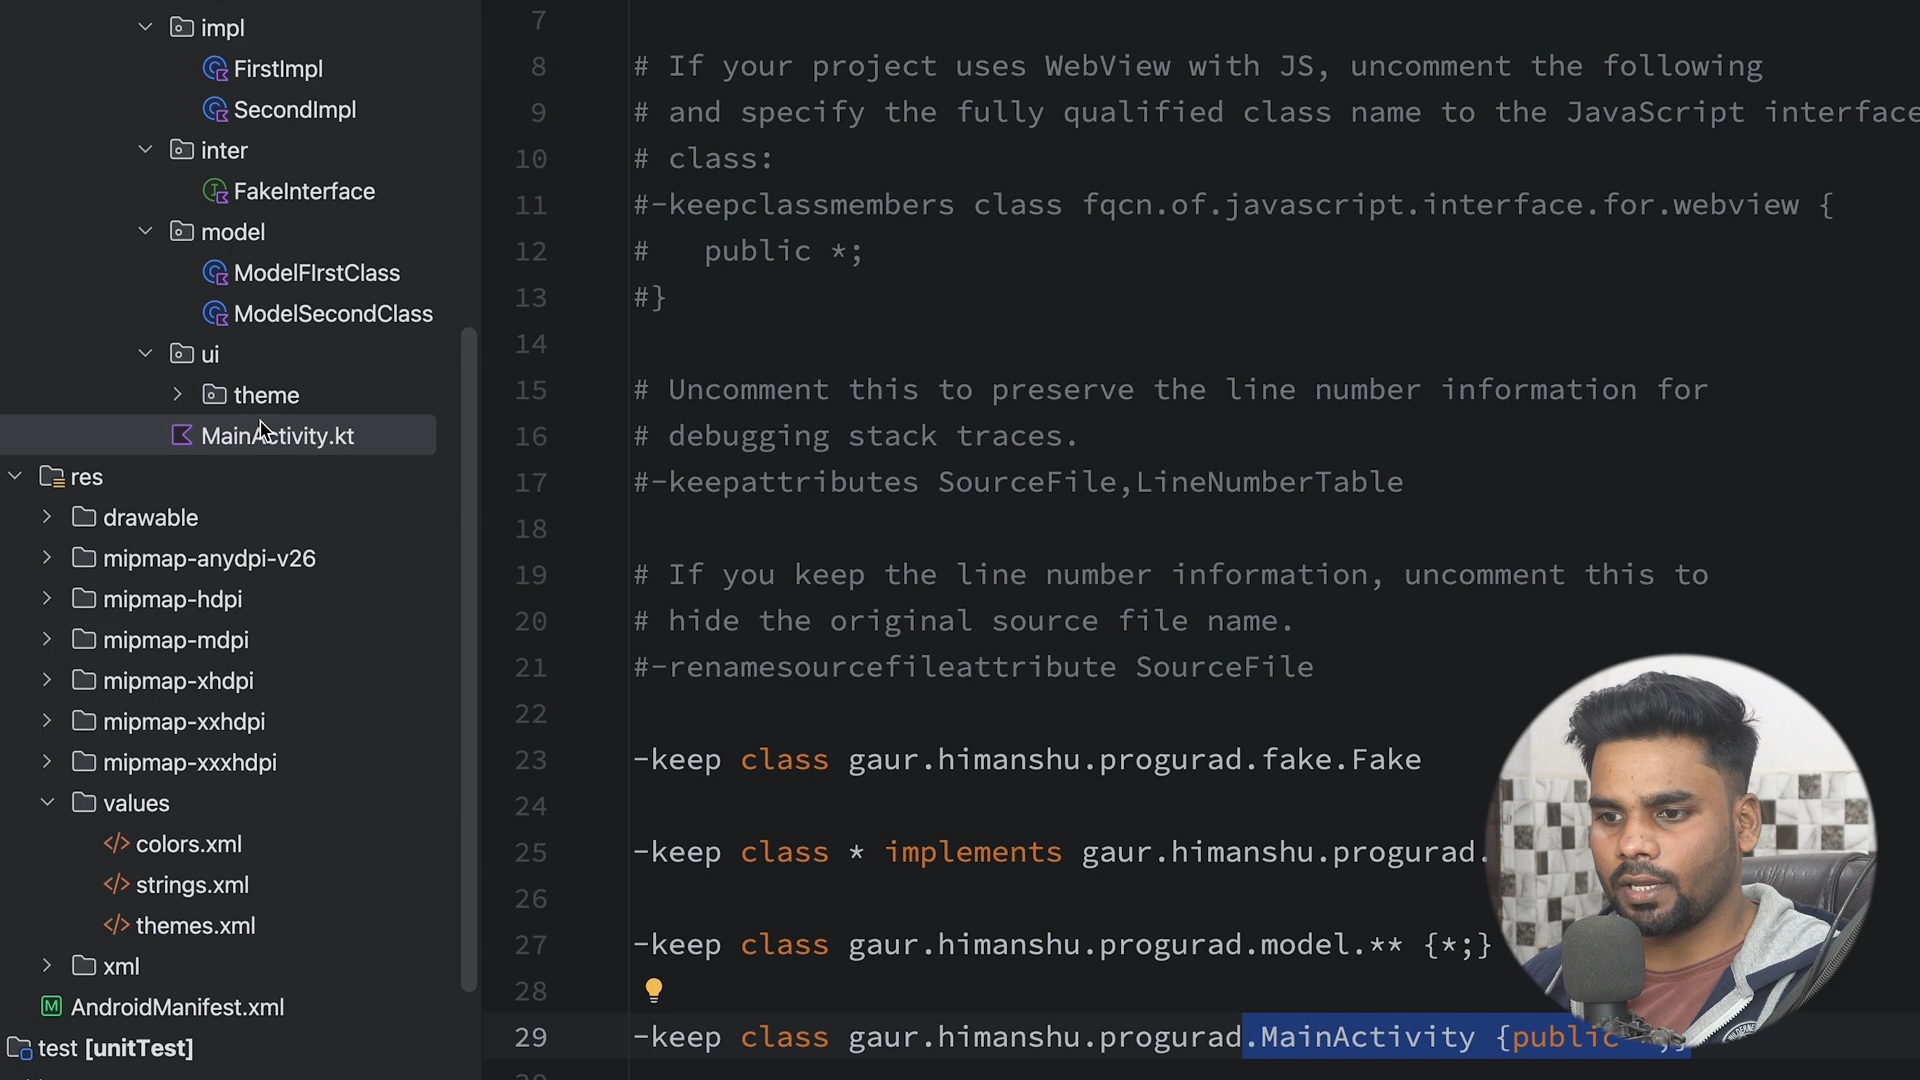 impl
FirstImpl
SecondImpl
inter
FakeInterface
model
ModelFIrstClass
ModelSecondClass
ui
theme
MainActivity.kt
res
drawable
mipmap-anydpi-v26
mipmap-hdpi
mipmap-mdpi
mipmap-xhdpi
mipmap-xxhdpi
mipmap-xxxhdpi
values
colors.xml
strings.xml
themes.xml
xml
AndroidManifest.xml
test [unitTest]
7
8 # If your project uses WebView with JS, uncomment the following
9 # and specify the fully qualified class name to the JavaScript interface
10 # class:
11 #-keepclassmembers class fqcn.of.javascript.interface.for.webview {
12 #   public *;
13 #}
14
15 # Uncomment this to preserve the line number information for
16 # debugging stack traces.
17 #-keepattributes SourceFile,LineNumberTable
18
19 # If you keep the line number information, uncomment this to
20 # hide the original source file name.
21 #-renamesourcefileattribute SourceFile
22
23 -keep class gaur.himanshu.progurad.fake.Fake
24
25 -keep class * implements gaur.himanshu.progurad.
26
27 -keep class gaur.himanshu.progurad.model.** {*;}
28
29 -keep class gaur.himanshu.progurad.MainActivity {public